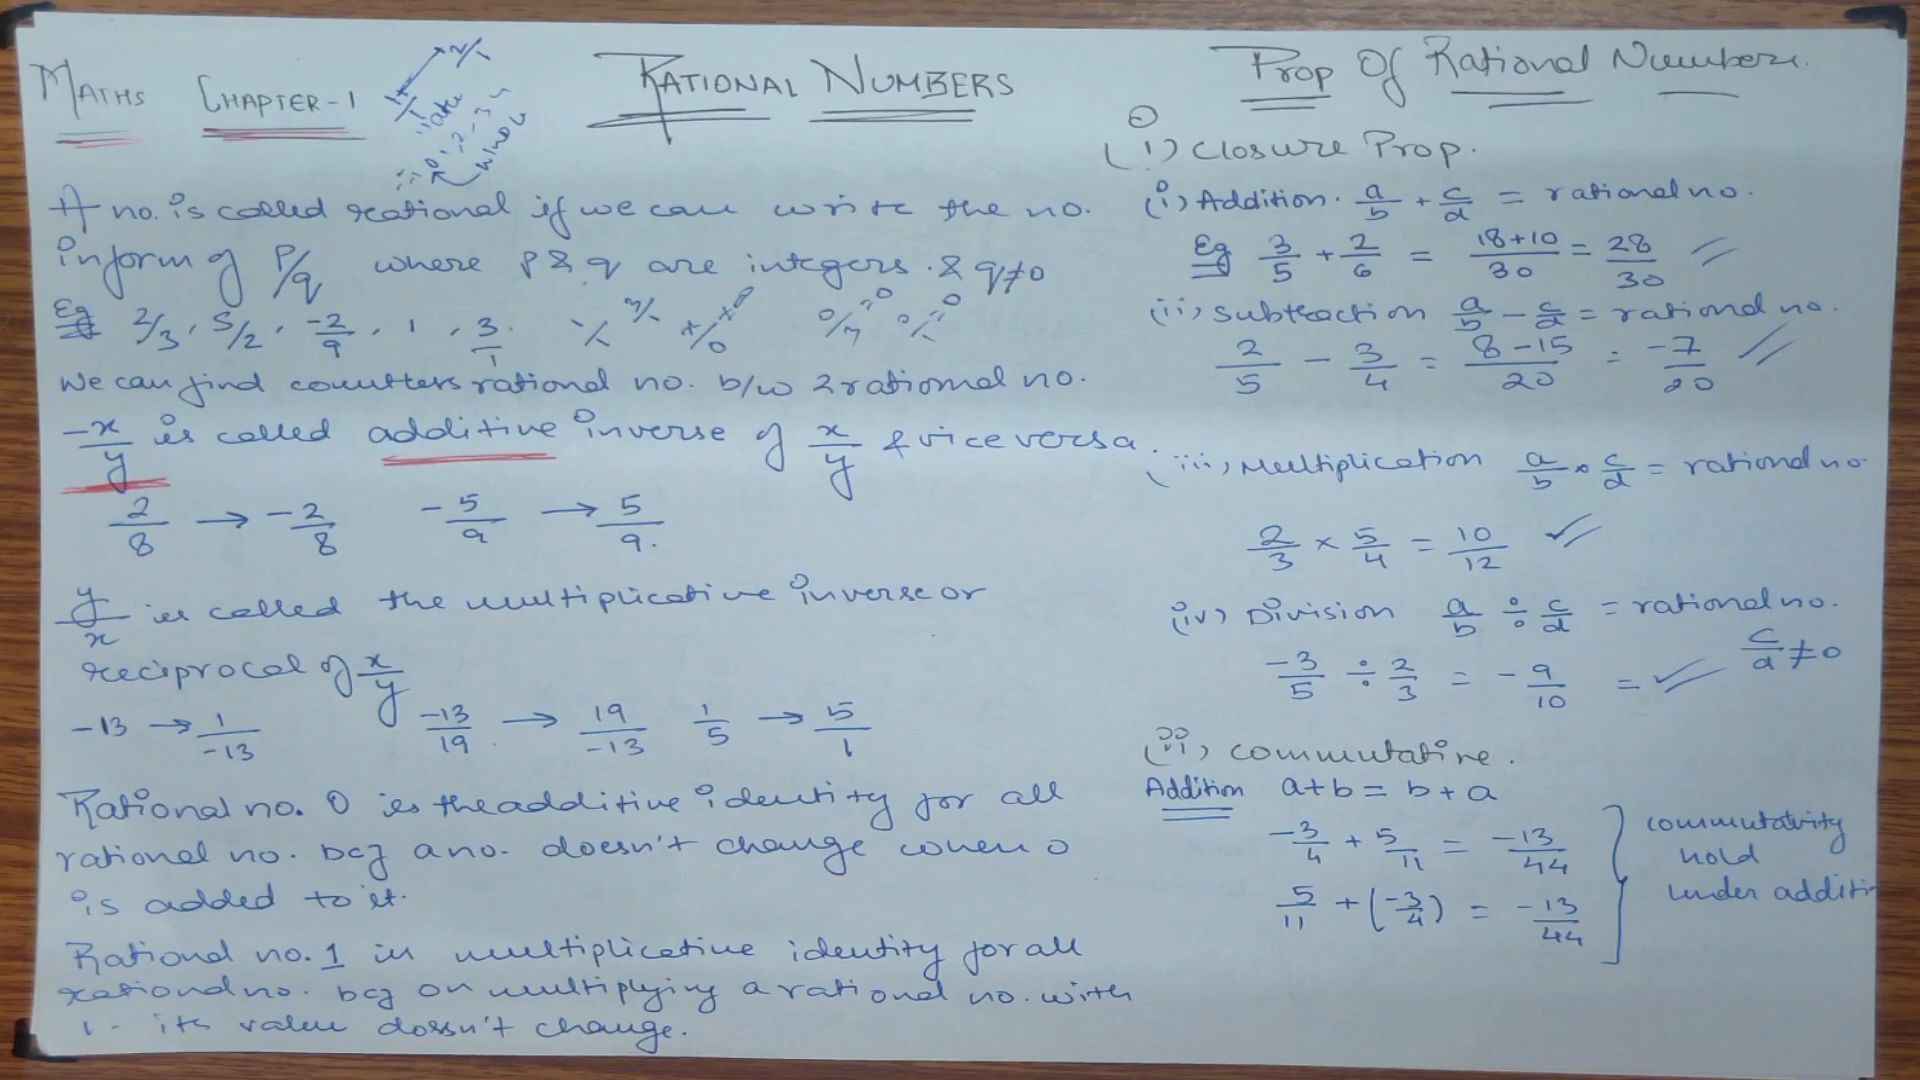 MATHS CHAPTER-1
RATIONAL NUMBERS
A no. is called rational if we can write the no.
in form of p/q where p & q are integers. & q≠0
Eg 2/3, 5/2, -2/9, 1, 3/1.
We can find countless rational no. b/w 2 rational no.
-x/y is called additive inverse of x/y & vice versa.
2/8 → -2/8 -5/9 → 5/9.
y/x is called the multiplicative inverse or
reciprocal of x/y
-13 → 1/-13 -13/19 → 19/-13 1/5 → 5/1
Rational no. 0 is the additive identity for all
rational no. bcz a no. doesn't change when 0
is added to it.
Rational no. 1 is multiplicative identity for all
rational no. bcz on multiplying a rational no. with
1 - its value dossn't change.
Prop Of Rational Numbers.
(i) Closure Prop.
(i) Addition. a/b + c/d = rational no.
Eg 3/5 + 2/6 = 18+10/30 = 28/30
(ii) Subtraction a/b - c/d = rational no.
2/5 - 3/4 = 8-15/20 = -7/20
(iii) Multiplication a/b × c/d = rational no.
2/3 × 5/4 = 10/12
(iv) Division a/b ÷ c/d = rational no.
c/d ≠ 0
-3/5 ÷ 2/3 = -9/10 =
(ii) Commutative.
Addition a+b = b+a
-3/4 + 5/11 = -13/44
5/11 + (-3/4) = -13/44
commutativity
hold
under additi